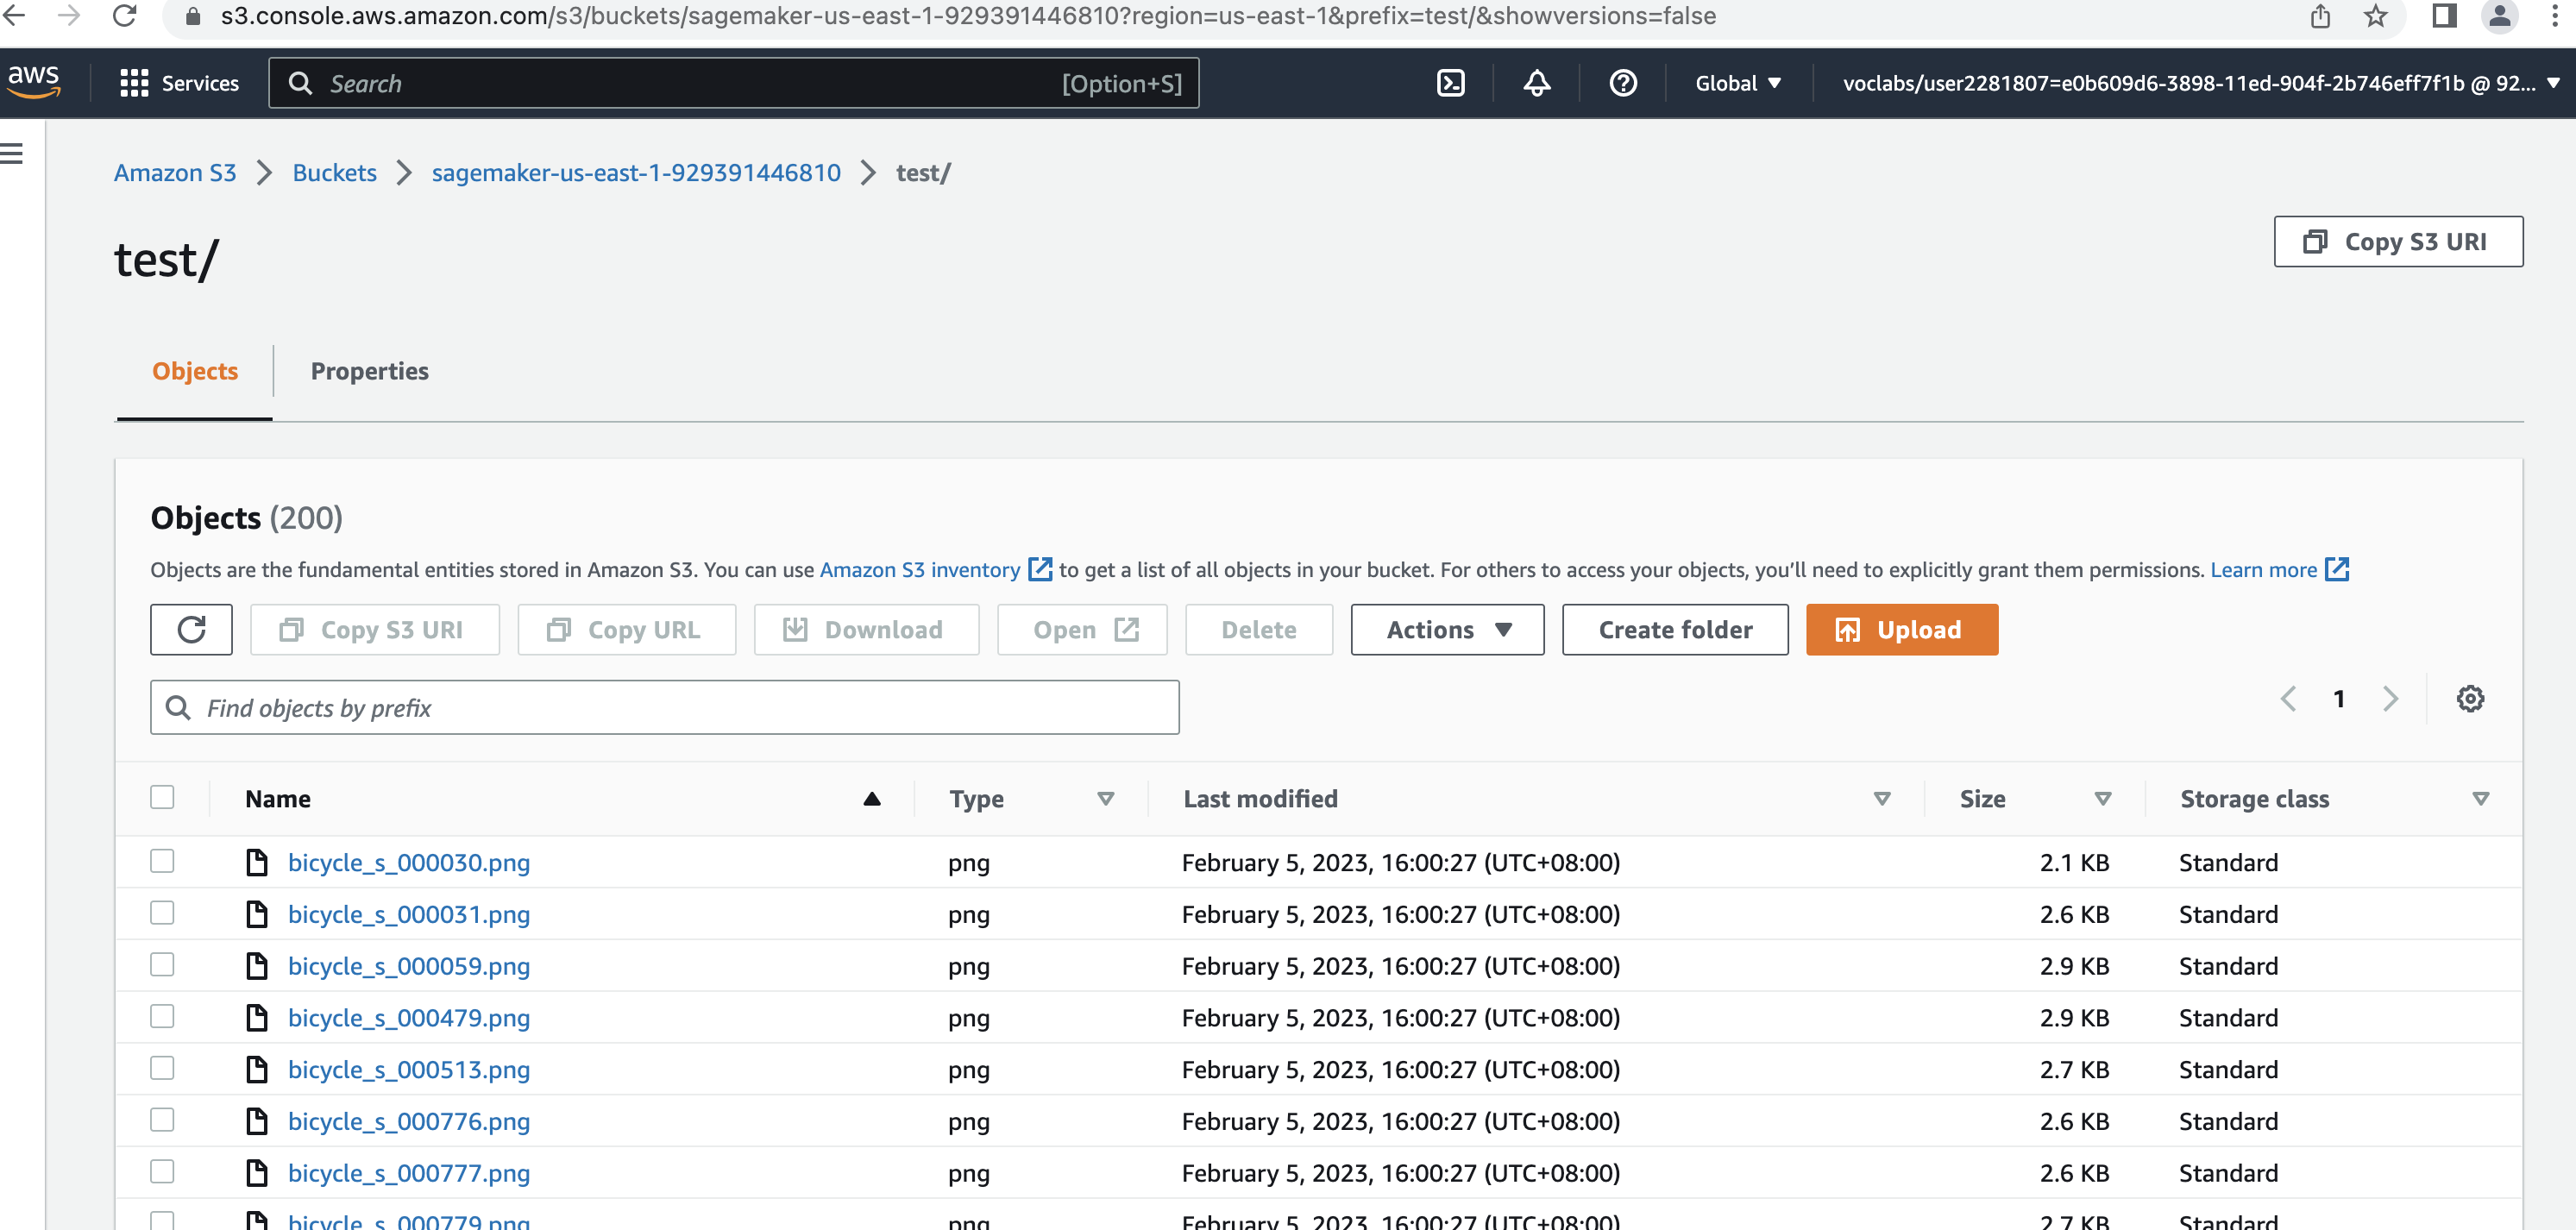 s3.console.aws.amazon.com/s3/buckets/sagemaker-us-east-1-929391446810?region=us-east-1&prefix=test/&showversions=false
aws Services Search [Option+S] Global voclabs/user2281807=e0b609d6-3898-11ed-904f-2b746eff7f1b @ 92...
Amazon S3 Buckets sagemaker-us-east-1-929391446810 test/
test/
Copy S3 URI
Objects Properties
Objects (200)
Objects are the fundamental entities stored in Amazon S3. You can use Amazon S3 inventory to get a list of all objects in your bucket. For others to access your objects, you'll need to explicitly grant them permissions. Learn more
Copy S3 URI Copy URL Download Open Delete Actions Create folder Upload
Find objects by prefix 1
Name Type Last modified Size Storage class
bicycle_s_000030.png png February 5, 2023, 16:00:27 (UTC+08:00) 2.1 KB Standard
bicycle_s_000031.png png February 5, 2023, 16:00:27 (UTC+08:00) 2.6 KB Standard
bicycle_s_000059.png png February 5, 2023, 16:00:27 (UTC+08:00) 2.9 KB Standard
bicycle_s_000479.png png February 5, 2023, 16:00:27 (UTC+08:00) 2.9 KB Standard
bicycle_s_000513.png png February 5, 2023, 16:00:27 (UTC+08:00) 2.7 KB Standard
bicycle_s_000776.png png February 5, 2023, 16:00:27 (UTC+08:00) 2.6 KB Standard
bicycle_s_000777.png png February 5, 2023, 16:00:27 (UTC+08:00) 2.6 KB Standard
bicycle_s_000779.png png February 5, 2023, 16:00:27 (UTC+08:00) 2.7 KB Standard